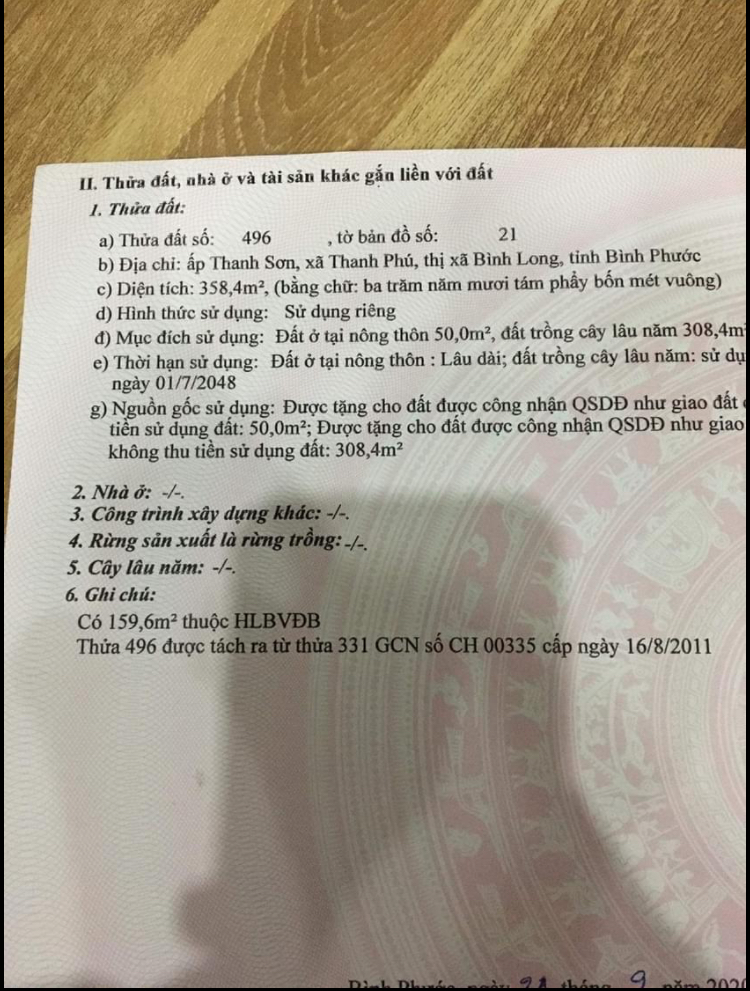 II. Thửa đất, nhà ở và tài sản khác gắn liền với đất
1. Thửa đất:
a) Thửa đất số: 496 , tờ bản đồ số: 21
b) Địa chỉ: ấp Thanh Sơn, xã Thanh Phú, thị xã Bình Long, tỉnh Bình Phước
c) Diện tích: 358,4m², (bằng chữ: ba trăm năm mươi tám phẩy bốn mét vuông)
d) Hình thức sử dụng: Sử dụng riêng
đ) Mục đích sử dụng: Đất ở tại nông thôn 50,0m², đất trồng cây lâu năm 308,4m²
e) Thời hạn sử dụng: Đất ở tại nông thôn : Lâu dài; đất trồng cây lâu năm: sử
ngày 01/7/2048
g) Nguồn gốc sử dụng: Được tặng cho đất được công nhận QSDĐ như giao đất
tiền sử dụng đất: 50,0m²; Được tặng cho đất được công nhận QSDĐ như giao
không thu tiền sử dụng đất: 308,4m²
2. Nhà ở: -/-.
3. Công trình xây dựng khác: -/-.
4. Rừng sản xuất là rừng trồng: -/-.
5. Cây lâu năm: -/-.
6. Ghi chú:
Có 159,6m² thuộc HLBVĐB
Thửa 496 được tách ra từ thửa 331 GCN số CH 00335 cấp ngày 16/8/2011
Bình Phước, ngày tháng 9 năm